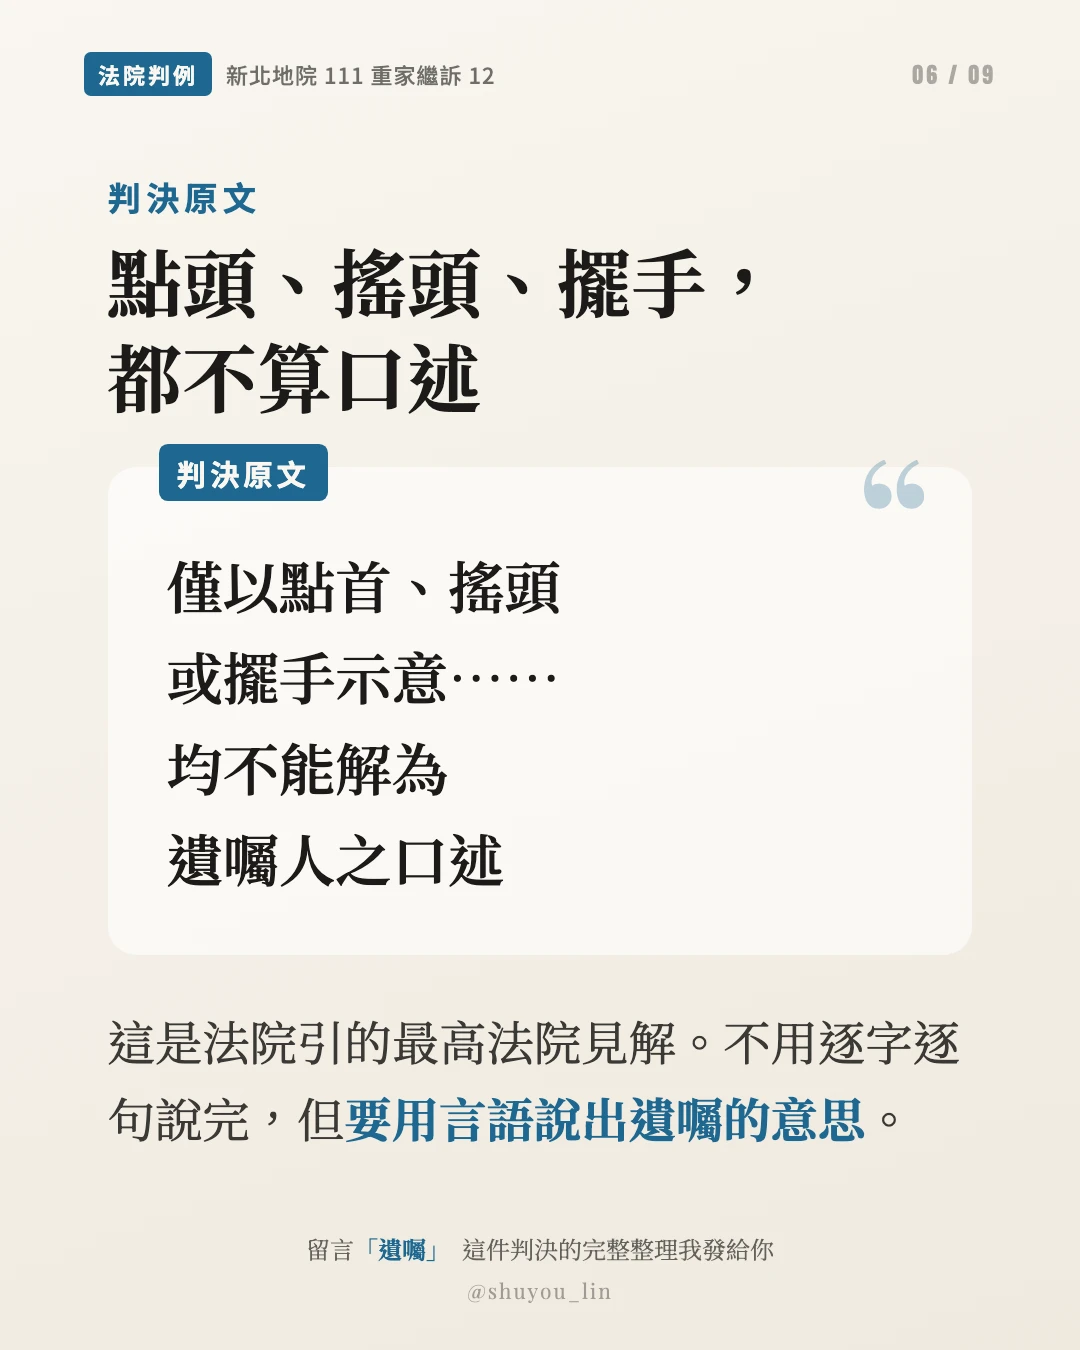 法院判例 新北地院 111 重家繼訴 12 06 / 09
判決原文
點頭、搖頭、擺手，
都不算口述
判決原文
“
僅以點首、搖頭
或擺手示意……
均不能解為
遺囑人之口述
這是法院引的最高法院見解。不用逐字逐
句說完，但要用言語說出遺囑的意思。
留言「遺囑」 這件判決的完整整理我發給你
@shuyou_lin